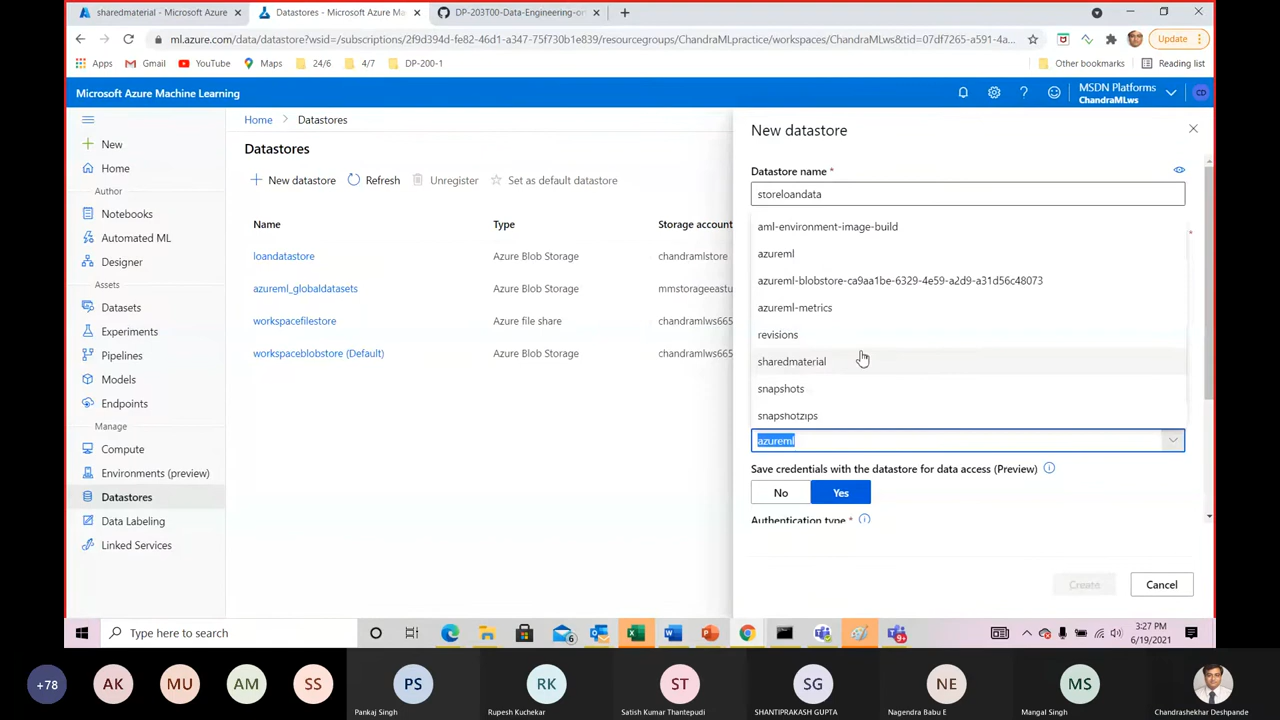 sharedmaterial - Microsoft Azure
Datastores - Microsoft Azure Ma
DP-203T00-Data-Engineering-on
ml.azure.com/data/datastore?wsid=/subscriptions/2f9d394d-fe82-46d1-a347-75f730b1e839/resourcegroups/ChandraMLpractice/workspaces/ChandraMLws&tid=07df7265-a591-4a...
Update
Apps
Gmail
YouTube
Maps
24/6
4/7
DP-200-1
Other bookmarks
Reading list
Microsoft Azure Machine Learning
MSDN Platforms
ChandraMLws
CD
New
Home
Author
Notebooks
Automated ML
Designer
Assets
Datasets
Experiments
Pipelines
Models
Endpoints
Manage
Compute
Environments (preview)
Datastores
Data Labeling
Linked Services
Home > Datastores
Datastores
New datastore
Refresh
Unregister
Set as default datastore
Name Type Storage account
loandatastore Azure Blob Storage chandramlstore
azureml_globaldatasets Azure Blob Storage mmstorageeastu
workspacefilestore Azure file share chandramlws665
workspaceblobstore (Default) Azure Blob Storage chandramlws665
New datastore
Datastore name *
storeloandata
*
aml-environment-image-build
azureml
azureml-blobstore-ca9aa1be-6329-4e59-a2d9-a31d56c48073
azureml-metrics
revisions
sharedmaterial
snapshots
snapshotzips
azureml
Save credentials with the datastore for data access (Preview)
No
Yes
Authentication type *
Create
Cancel
Type here to search
6
9+
3:27 PM
6/19/2021
+78
AK
MU
AM
SS
PS
Pankaj Singh
RK
Rupesh Kuchekar
ST
Satish Kumar Thantepudi
SG
SHANTIPRAKASH GUPTA
NE
Nagendra Babu E
MS
Mangal Singh
Chandrashekhar Deshpande